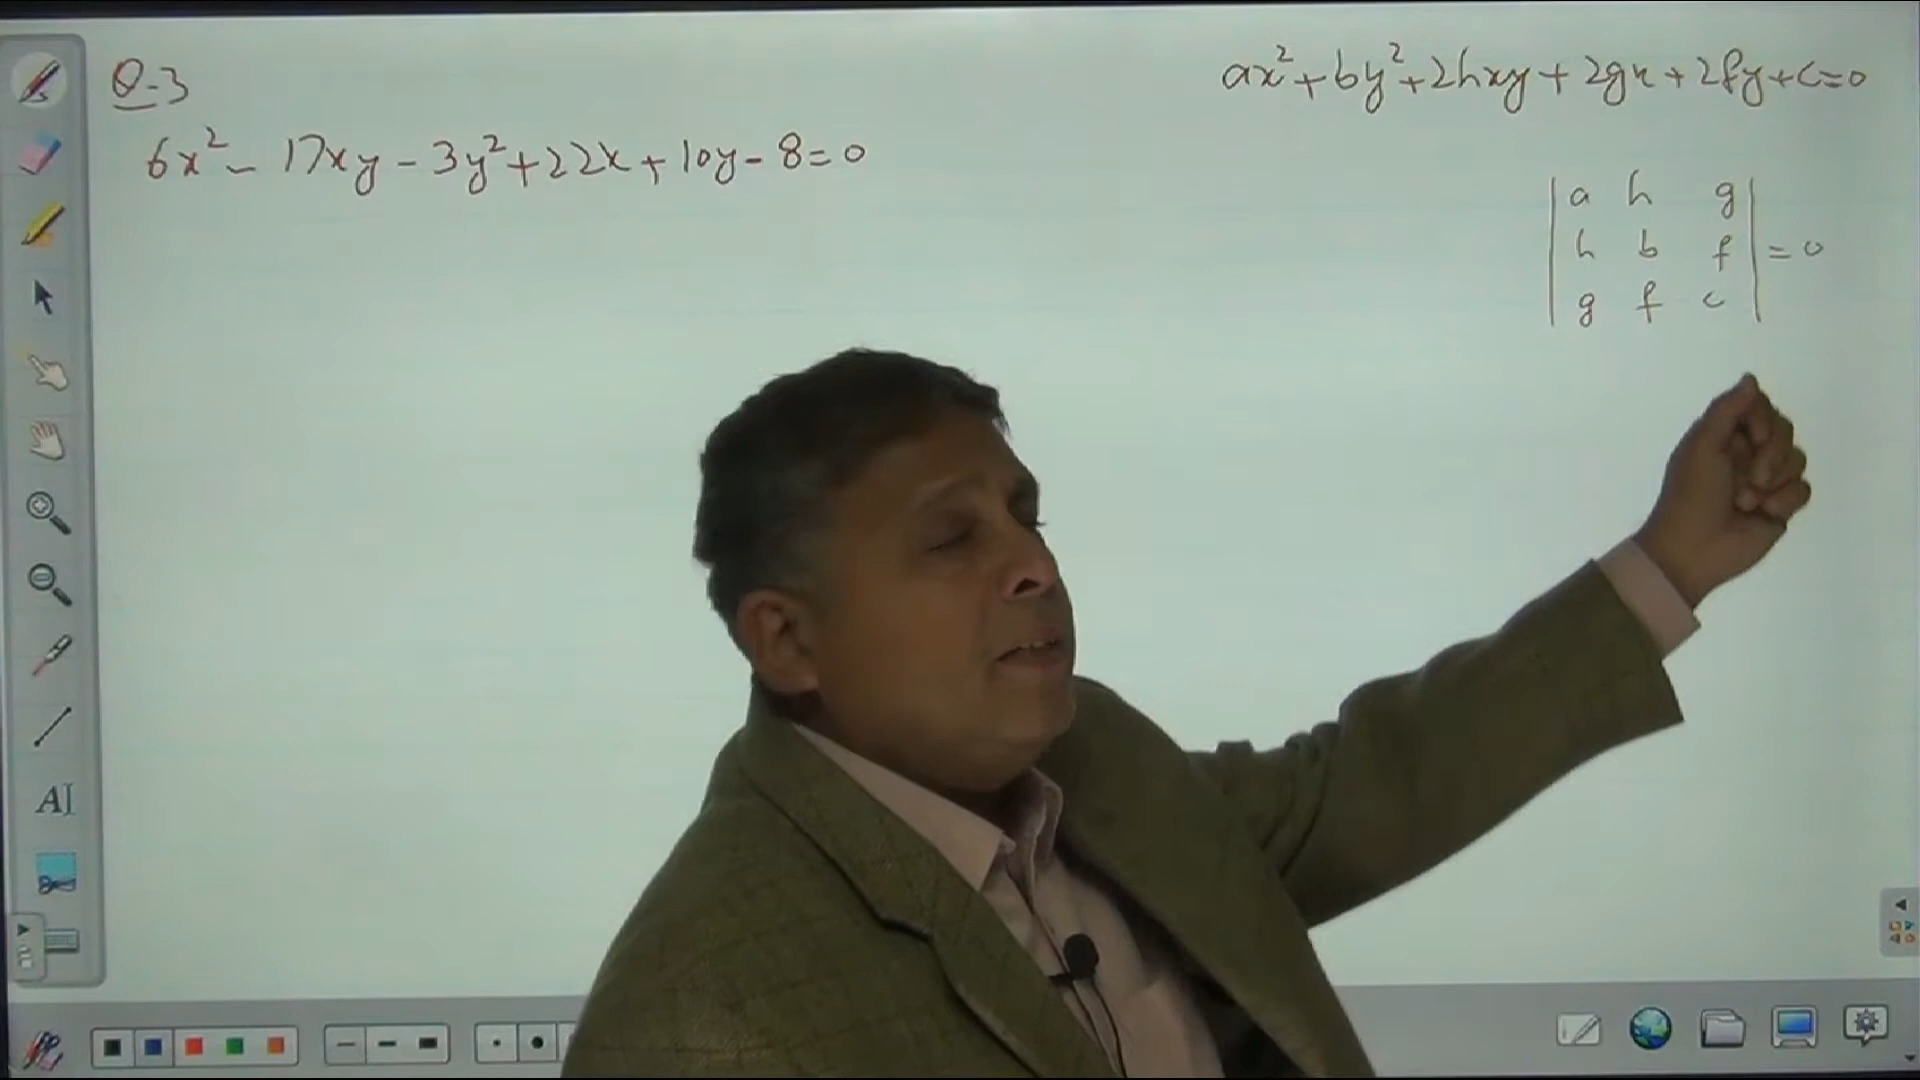 Q-3
ax²+by²+2hxy+2gx+2fy+c=0
6x²-17xy-3y²+22x+10y-8=0
| a h g |
| h b f | =0
| g f c |
AI